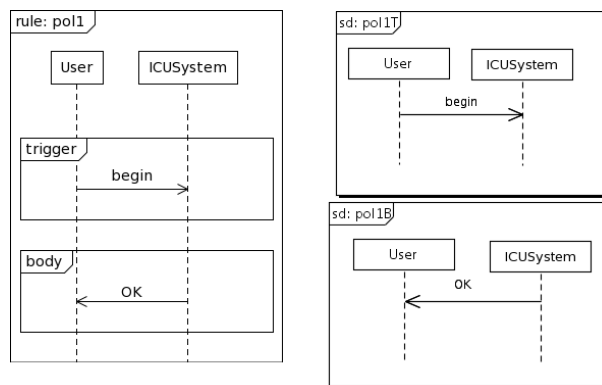 rule: pol1
User
ICUSystem
trigger
begin
body
OK
sd: pol1T
User
ICUSystem
begin
sd: pol1B
User
ICUSystem
OK